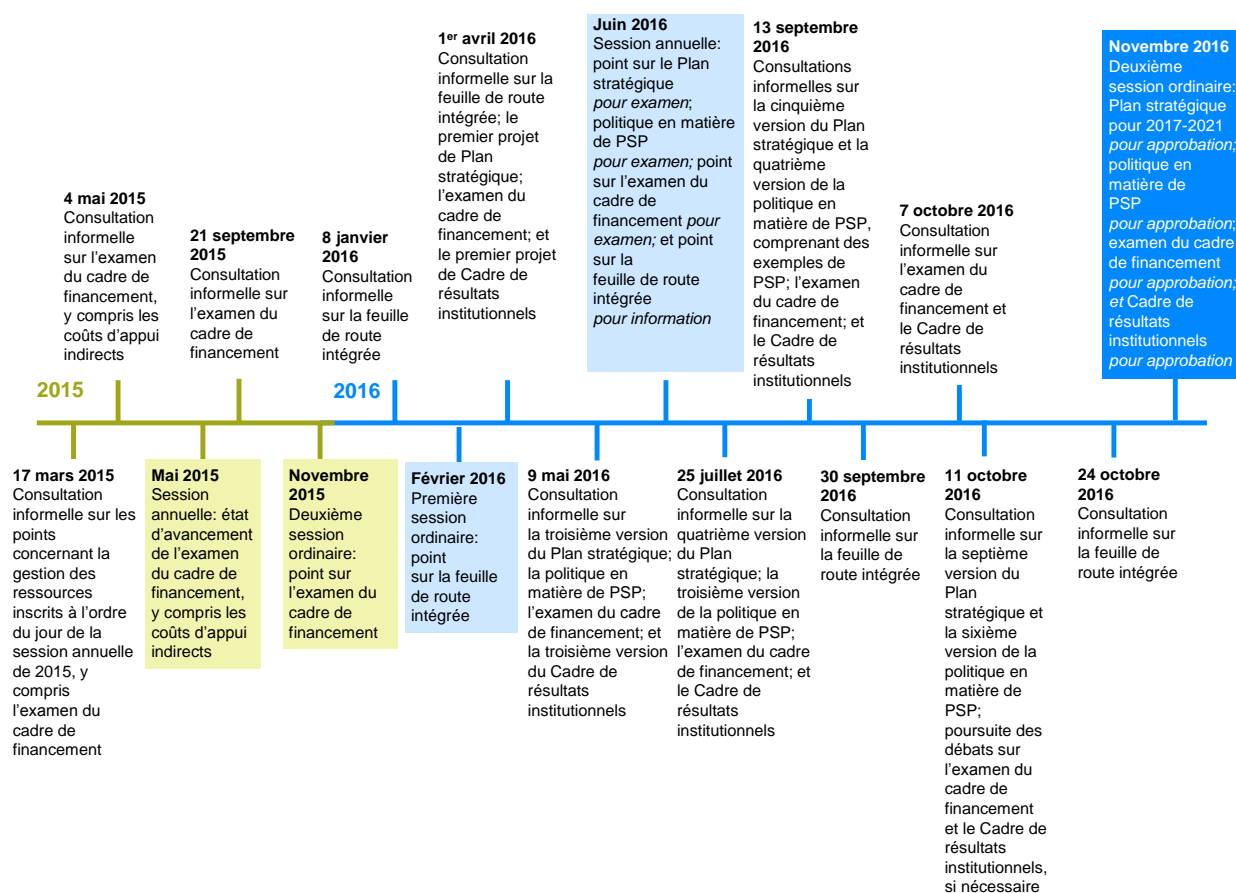 4 mai 2015
Consultation
informelle
sur l’examen
du cadre de
financement,
y compris les
coûts d’appui
indirects
21 septembre
2015
Consultation
informelle sur
l’examen du
cadre de
financement
8 janvier
2016
Consultation
informelle
sur la feuille
de route
intégrée
1er avril 2016
Consultation
informelle sur la
feuille de route
intégrée; le
premier projet
de Plan
stratégique;
l’examen du
cadre de
financement; et
le premier projet
de Cadre de
résultats
institutionnels
Juin 2016
Session annuelle:
point sur le Plan
stratégique
pour examen;
politique en matière
de PSP
pour examen; point
sur l’examen du
cadre de
financement pour
examen; et point
sur la
feuille de route
intégrée
pour information
13 septembre
2016
Consultations
informelles sur
la cinquième
version du Plan
stratégique et la
quatrième
version de la
politique en
matière de PSP,
comprenant des
exemples de
PSP; l’examen
du cadre de
financement; et
le Cadre de
résultats
institutionnels
7 octobre 2016
Consultation
informelle sur
l’examen du
cadre de
financement et
le Cadre de
résultats
institutionnels
Novembre 2016
Deuxième
session ordinaire:
Plan stratégique
pour 2017-2021
pour approbation;
politique en
matière de
PSP
pour approbation;
examen du cadre
de financement
pour approbation;
et Cadre de
résultats
institutionnels
pour approbation
2015
2016
17 mars 2015
Consultation
informelle sur les
points
concernant la
gestion des
ressources
inscrits à l’ordre
du jour de la
session annuelle
de 2015, y
compris
l’examen du
cadre de
financement
Mai 2015
Session
annuelle: état
d’avancement
de l’examen
du cadre de
financement,
y compris les
coûts d’appui
indirects
Novembre
2015
Deuxième
session
ordinaire:
point sur
l’examen du
cadre de
financement
Février 2016
Première
session
ordinaire:
point
sur la feuille
de route
intégrée
9 mai 2016
Consultation
informelle sur
la troisième version
du Plan stratégique;
la politique en
matière de PSP;
l’examen du cadre
de financement; et
la troisième version
du Cadre de
résultats
institutionnels
25 juillet 2016
Consultation
informelle sur la
quatrième version
du Plan
stratégique; la
troisième version
de la politique en
matière de PSP;
l’examen du cadre
de financement; et
le Cadre de
résultats
institutionnels
30 septembre
2016
Consultation
informelle sur
la feuille de
route intégrée
11 octobre
2016
Consultation
informelle sur
la septième
version du
Plan
stratégique et
la sixième
version de la
politique en
matière de
PSP;
poursuite des
débats sur
l’examen du
cadre de
financement
et le Cadre de
résultats
institutionnels,
si nécessaire
24 octobre
2016
Consultation
informelle sur
la feuille de
route intégrée